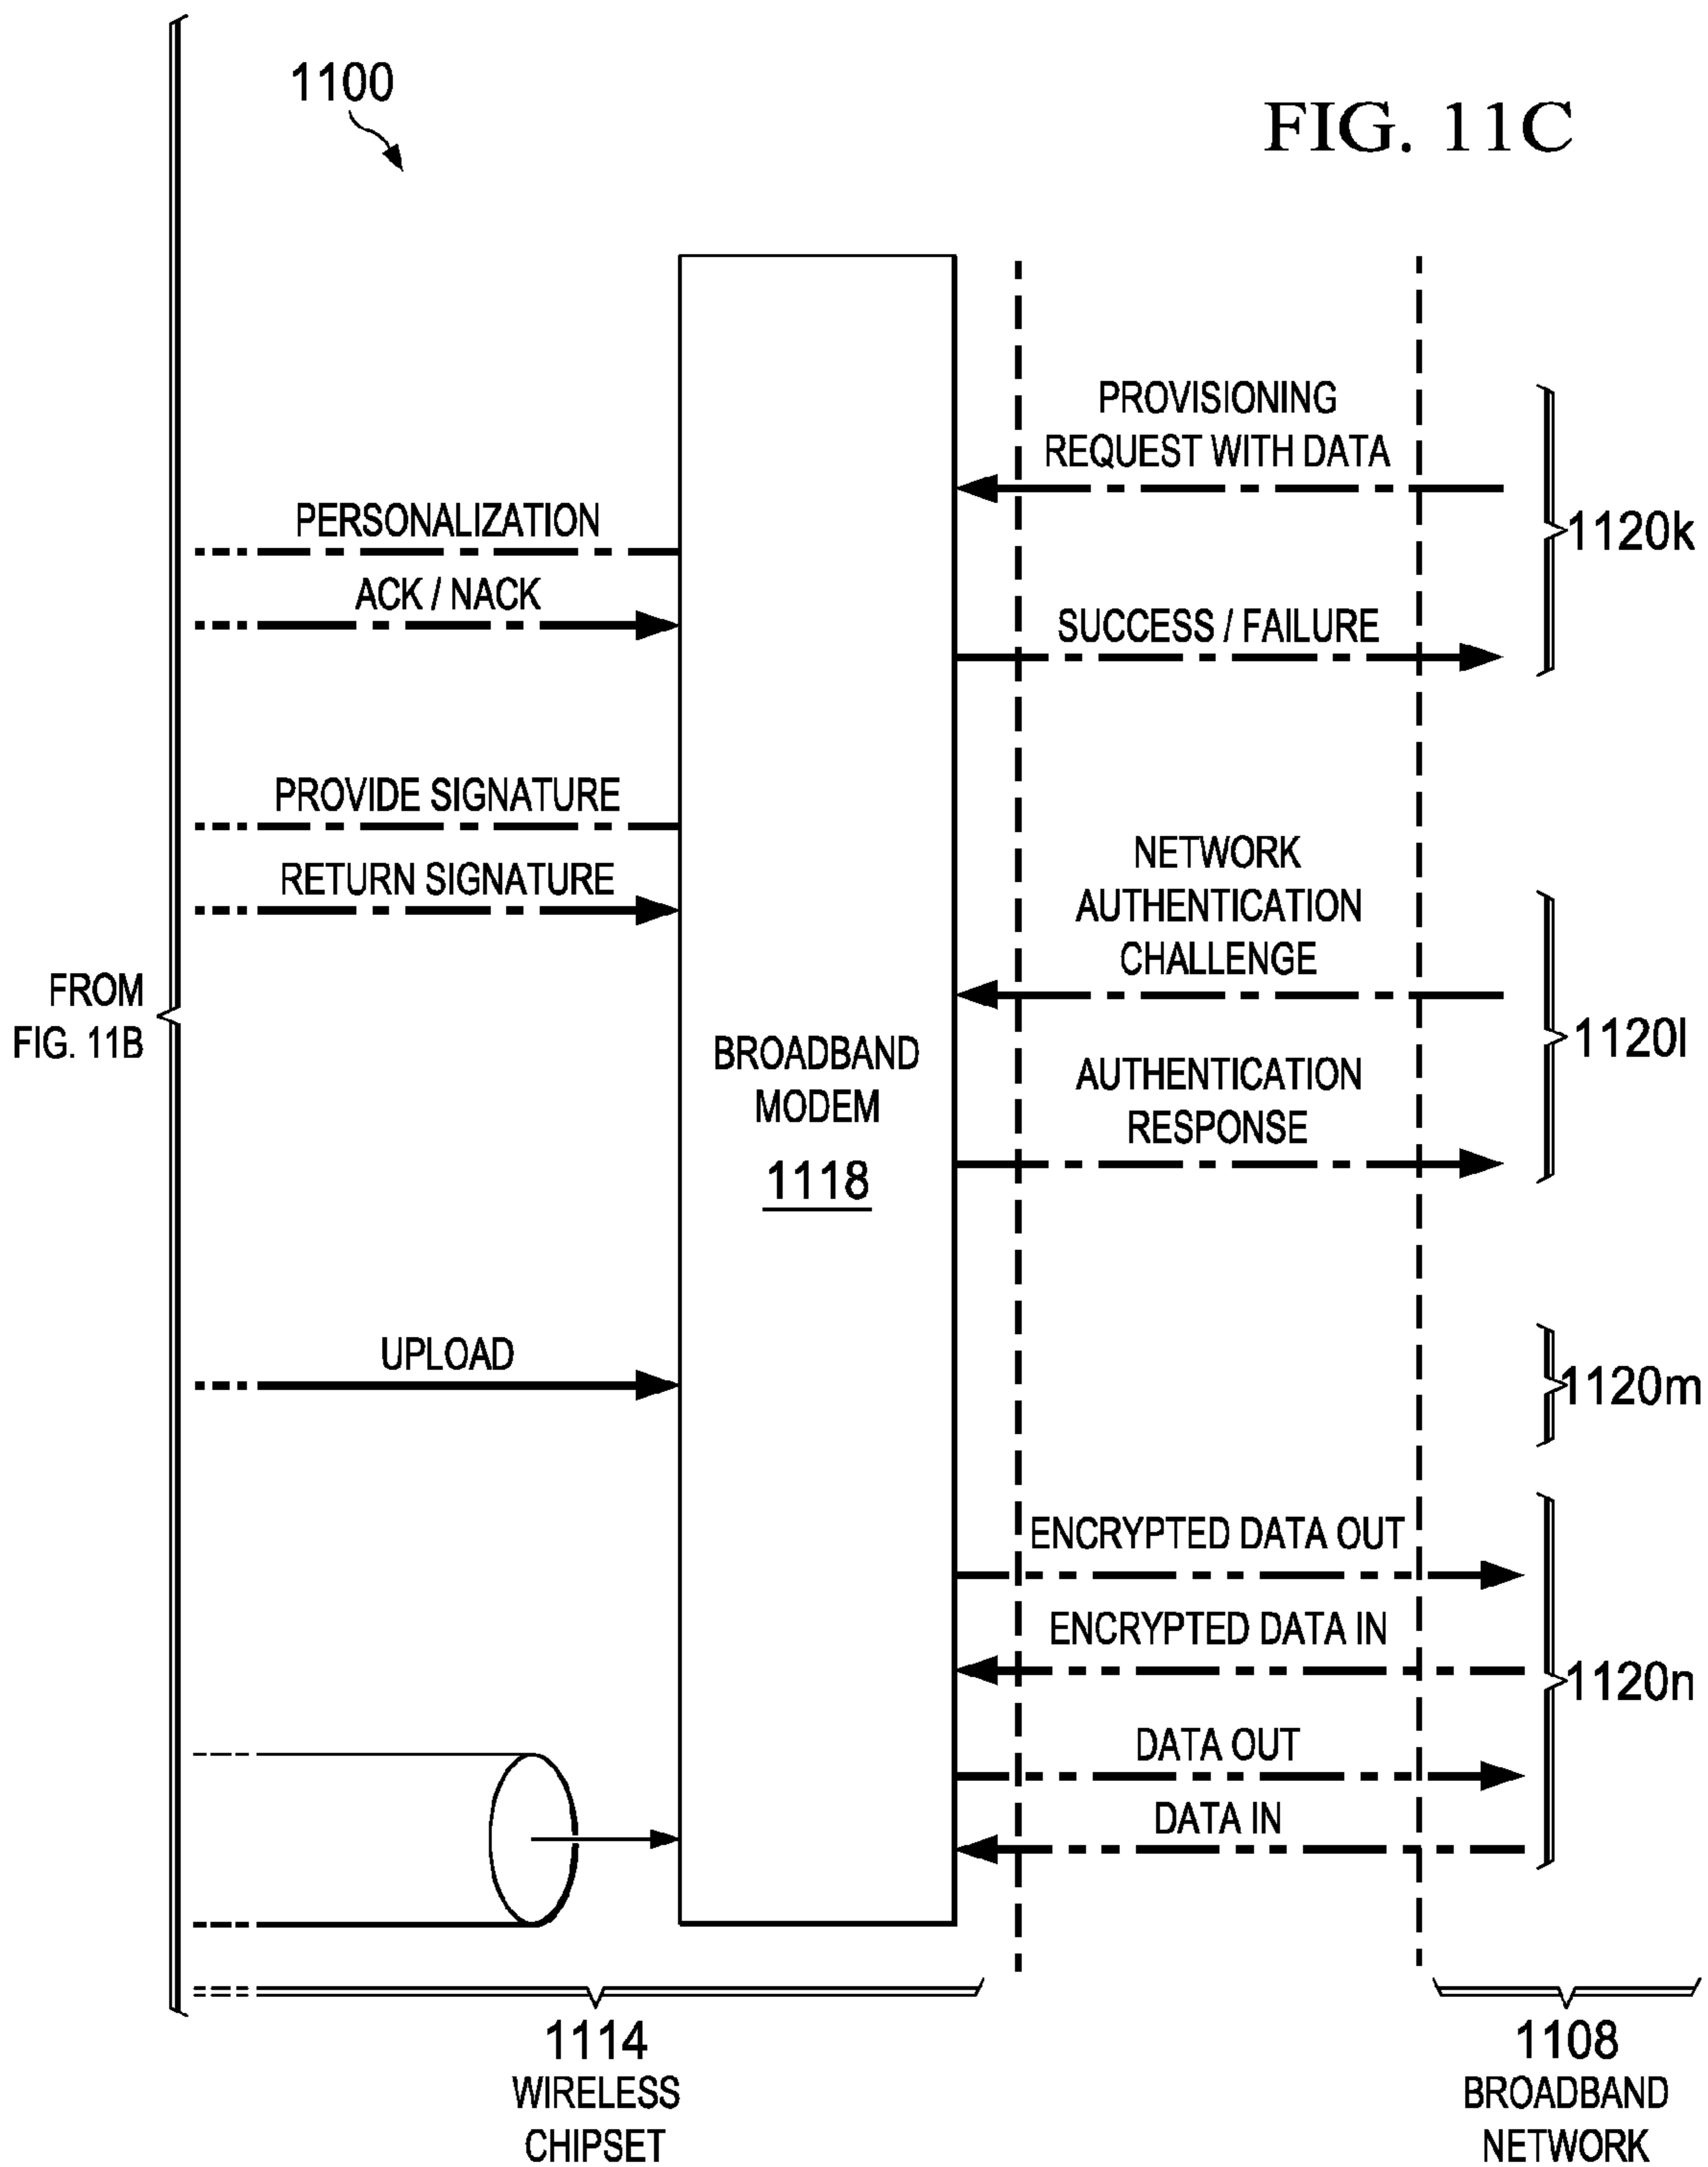 1100
FIG. 11C
PROVISIONING
REQUEST WITH DATA
PERSONALIZATION
ACK / NACK
SUCCESS / FAILURE
1120k
PROVIDE SIGNATURE
RETURN SIGNATURE
NETWORK
AUTHENTICATION
CHALLENGE
FROM
FIG. 11B
BROADBAND
MODEM
1118
AUTHENTICATION
RESPONSE
1120l
UPLOAD
1120m
ENCRYPTED DATA OUT
ENCRYPTED DATA IN
DATA OUT
DATA IN
1120n
1114
WIRELESS
CHIPSET
1108
BROADBAND
NETWORK